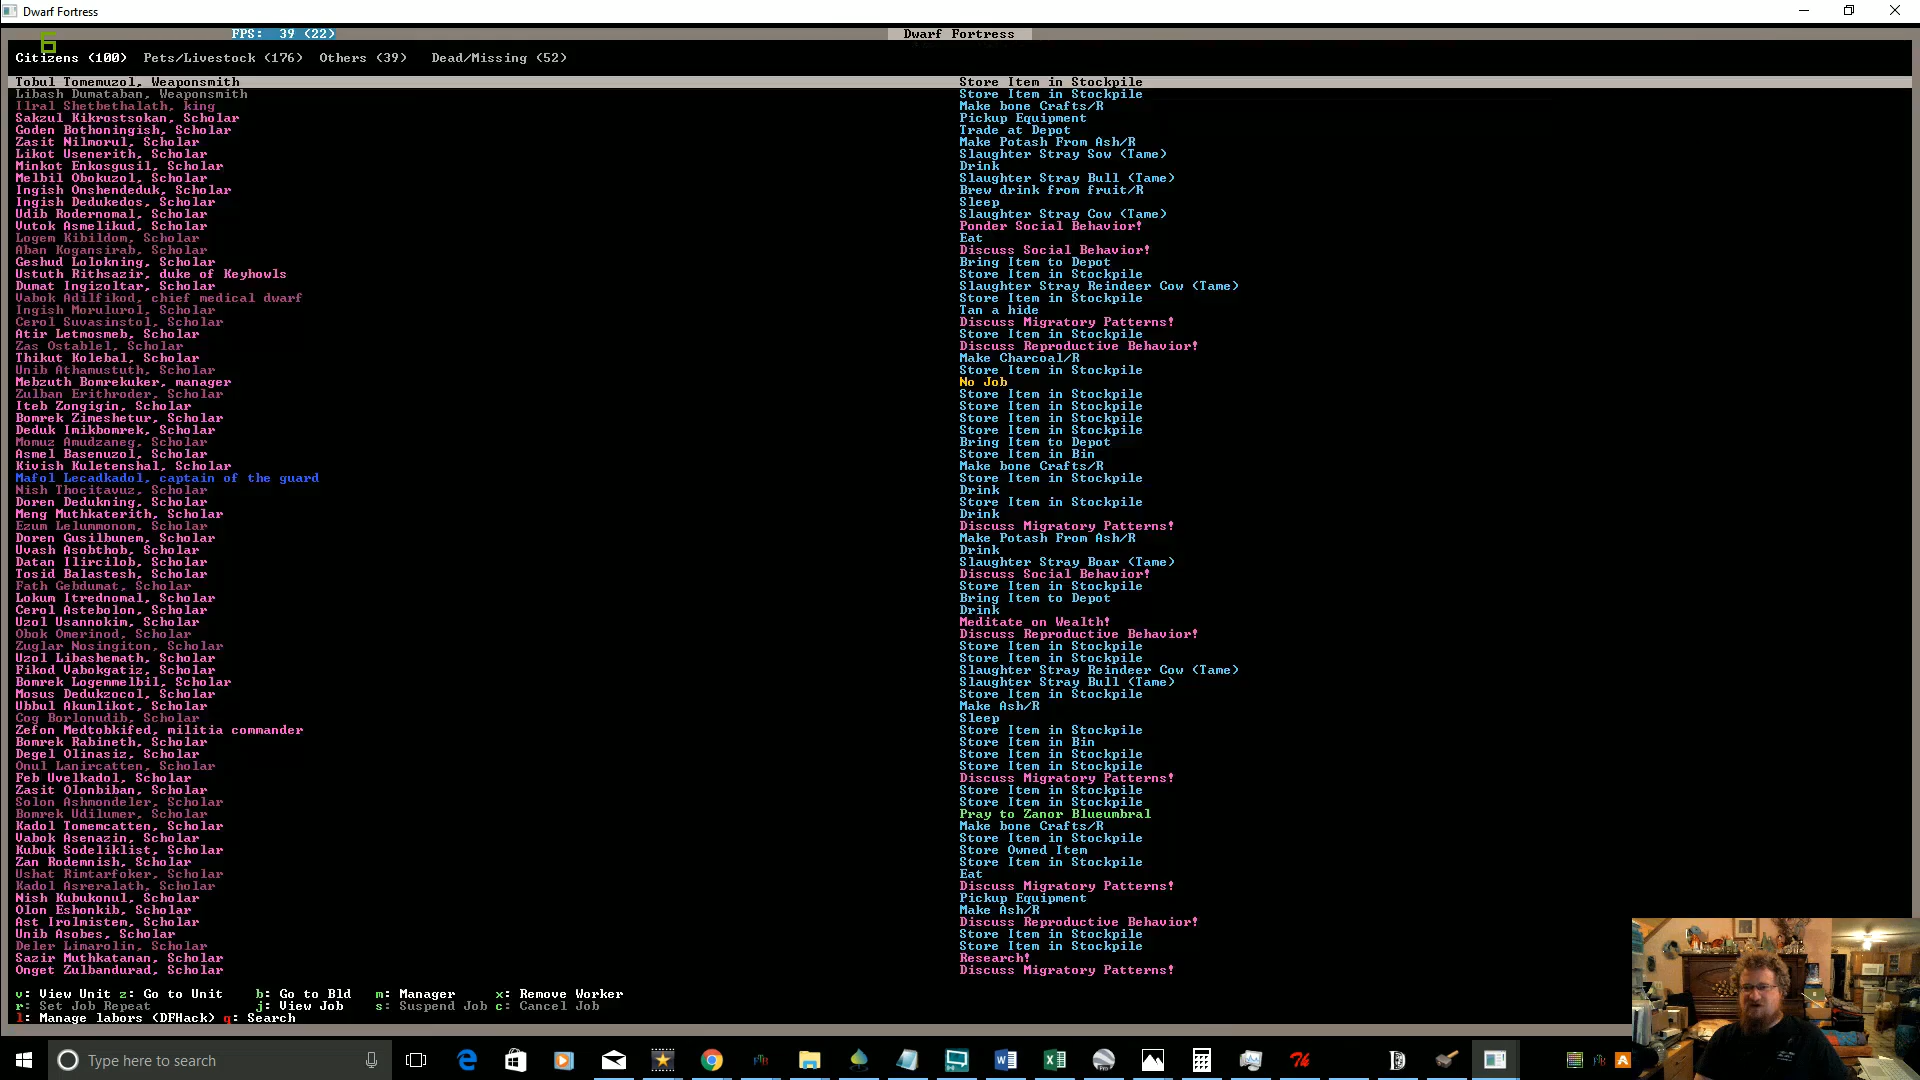 Dwarf Fortress
FPS: 39 (22)
Dwarf Fortress
6
Citizens (100) Pets/Livestock (176) Others (39) Dead/Missing (52)
Tobul Tomemuzol, Weaponsmith Store Item in Stockpile
Libash Dumataban, Weaponsmith Store Item in Stockpile
Ilral Shetbethalath, king Make bone Crafts/R
Sakzul Kikrostsokan, Scholar Pickup Equipment
Goden Bothoningish, Scholar Trade at Depot
Zasit Nilmorul, Scholar Make Potash From Ash/R
Likot Usenerith, Scholar Slaughter Stray Sow (Tame)
Minkot Enkosgusil, Scholar Drink
Melbil Obokuzol, Scholar Slaughter Stray Bull (Tame)
Ingish Onshendeduk, Scholar Brew drink from fruit/R
Ingish Dedukedos, Scholar Sleep
Udib Rodernomal, Scholar Slaughter Stray Cow (Tame)
Vutok Asmelikud, Scholar Ponder Social Behavior!
Logem Kibildom, Scholar Eat
Aban Kogansirab, Scholar Discuss Social Behavior!
Geshud Lolokning, Scholar Bring Item to Depot
Ustuth Rithsazir, duke of Keyhowls Store Item in Stockpile
Dumat Ingizoltar, Scholar Slaughter Stray Reindeer Cow (Tame)
Vabok Adilfikod, chief medical dwarf Store Item in Stockpile
Ingish Morulurol, Scholar Tan a hide
Cerol Suvasinstol, Scholar Discuss Migratory Patterns!
Atir Letmosmeb, Scholar Store Item in Stockpile
Zas Ostablel, Scholar Discuss Reproductive Behavior!
Thikut Kolebal, Scholar Make Charcoal/R
Unib Athamustuth, Scholar Store Item in Stockpile
Mebzuth Bomrekuker, manager No Job
Zulban Erithroder, Scholar Store Item in Stockpile
Iteb Zongigin, Scholar Store Item in Stockpile
Bomrek Zimeshetur, Scholar Store Item in Stockpile
Deduk Imikbomrek, Scholar Store Item in Stockpile
Momuz Amudzaneg, Scholar Bring Item to Depot
Asmel Basenuzol, Scholar Store Item in Bin
Kivish Kuletenshal, Scholar Make bone Crafts/R
Mafol Lecadkadol, captain of the guard Store Item in Stockpile
Nish Thocitavuz, Scholar Drink
Doren Dedukning, Scholar Store Item in Stockpile
Meng Muthkaterith, Scholar Drink
Ezum Lelummonom, Scholar Discuss Migratory Patterns!
Doren Gusilbunem, Scholar Make Potash From Ash/R
Uvash Asobthob, Scholar Drink
Datan Ilircilob, Scholar Slaughter Stray Boar (Tame)
Tosid Balastesh, Scholar Discuss Social Behavior!
Fath Gebdumat, Scholar Store Item in Stockpile
Lokum Itrednomal, Scholar Bring Item to Depot
Cerol Astebolon, Scholar Drink
Uzol Usannokim, Scholar Meditate on Wealth!
Obok Omerinod, Scholar Discuss Reproductive Behavior!
Zuglar Nosingiton, Scholar Store Item in Stockpile
Uzol Libashemath, Scholar Store Item in Stockpile
Fikod Vabokgatiz, Scholar Slaughter Stray Reindeer Cow (Tame)
Bomrek Logemmelbil, Scholar Slaughter Stray Bull (Tame)
Mosus Dedukzocol, Scholar Store Item in Stockpile
Ubbul Akumlikot, Scholar Make Ash/R
Cog Borlonudib, Scholar Sleep
Zefon Medtobkifed, militia commander Store Item in Stockpile
Bomrek Rabineth, Scholar Store Item in Bin
Degel Olinasiz, Scholar Store Item in Stockpile
Onul Lanircatten, Scholar Store Item in Stockpile
Feb Uvelkadol, Scholar Discuss Migratory Patterns!
Zasit Olonbiban, Scholar Store Item in Stockpile
Solon Ashmondeler, Scholar Store Item in Stockpile
Bomrek Udilumer, Scholar Pray to Zanor Blueumbral
Kadol Tomemcatten, Scholar Make bone Crafts/R
Vabok Asenazin, Scholar Store Item in Stockpile
Kubuk Sodeliklist, Scholar Store Owned Item
Zan Rodemnish, Scholar Store Item in Stockpile
Ushat Rimtarfoker, Scholar Eat
Kadol Asreralath, Scholar Discuss Migratory Patterns!
Nish Kubukonul, Scholar Pickup Equipment
Olon Eshonkib, Scholar Make Ash/R
Ast Irolmistem, Scholar Discuss Reproductive Behavior!
Unib Asobes, Scholar Store Item in Stockpile
Deler Limarolin, Scholar Store Item in Stockpile
Sazir Muthkatanan, Scholar Research!
Onget Zulbandurad, Scholar Discuss Migratory Patterns!
v: View Unit z: Go to Unit b: Go to Bld m: Manager x: Remove Worker
r: Set Job Repeat j: View Job s: Suspend Job c: Cancel Job
l: Manage labors (DFHack) q: Search
Type here to search